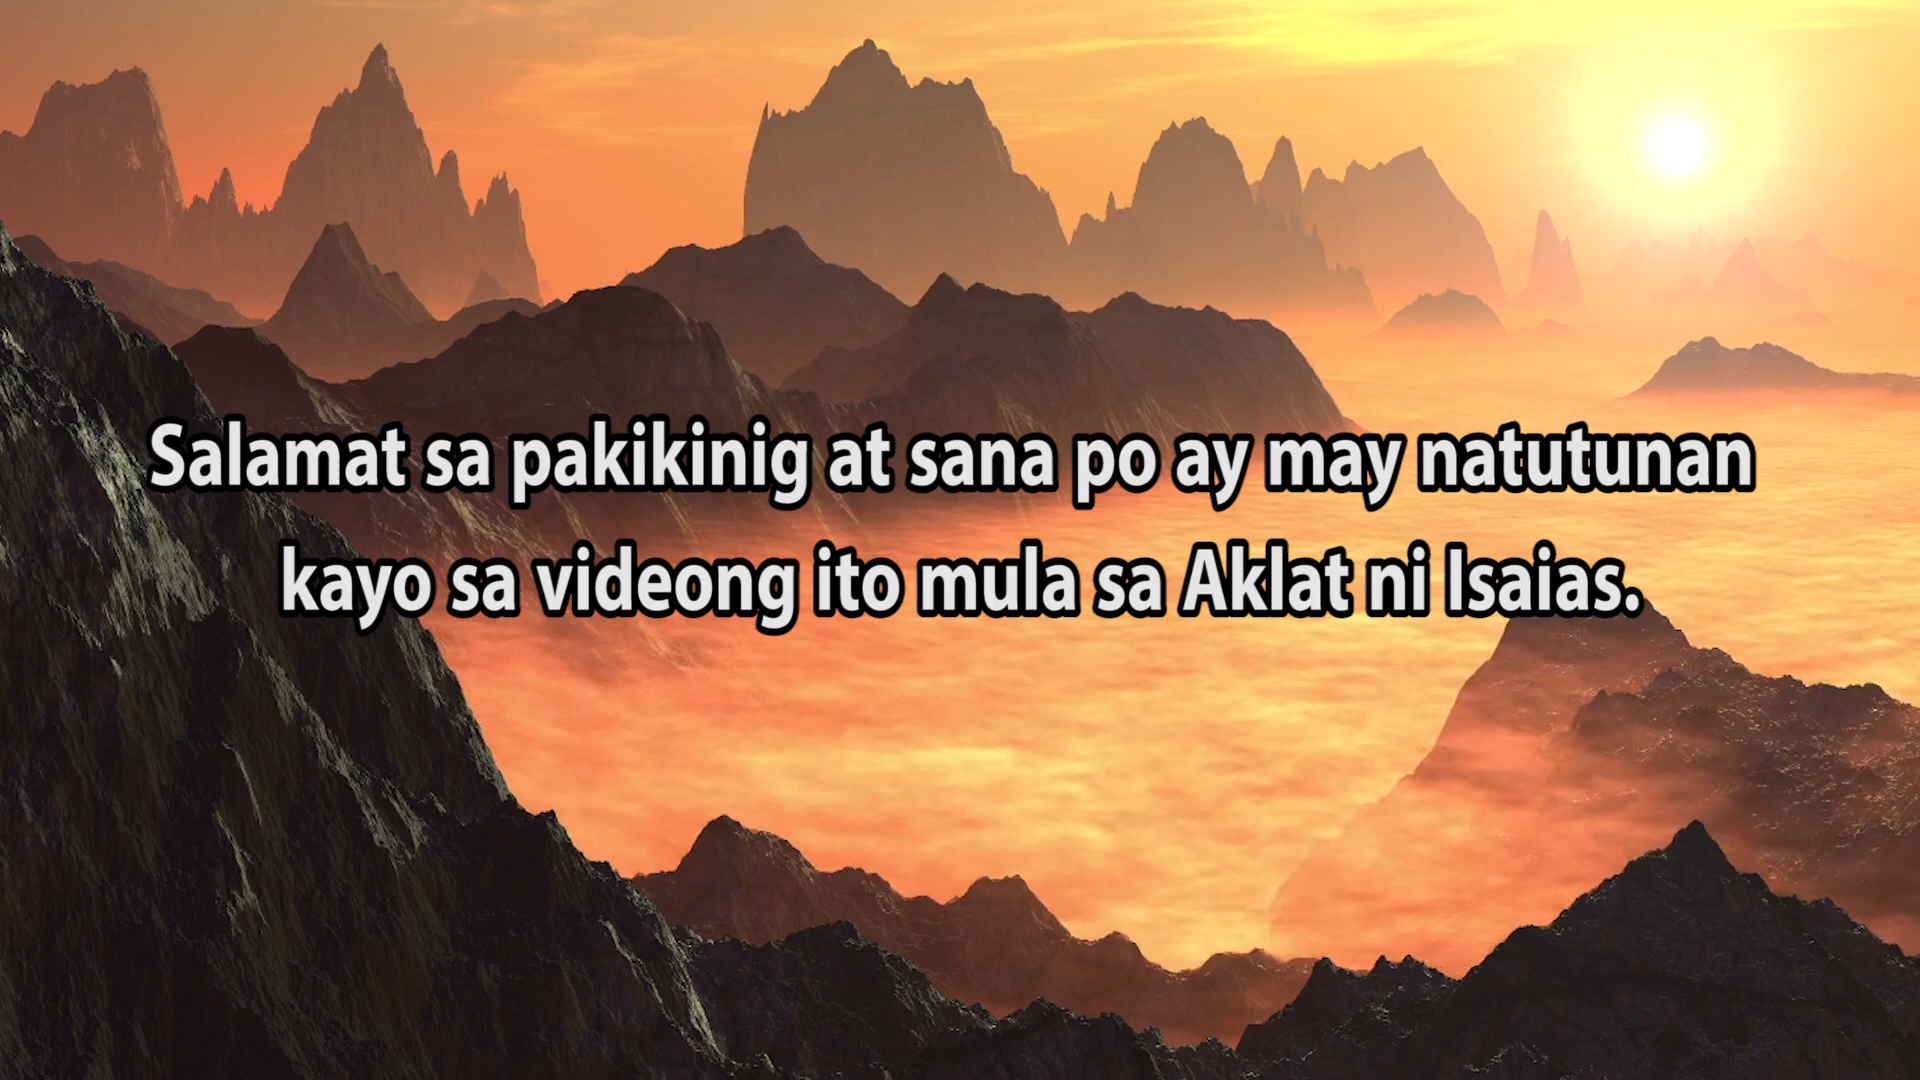 Salamat sa pakikinig at sana po ay may natutunan
kayo sa videong ito mula sa Aklat ni Isaias.